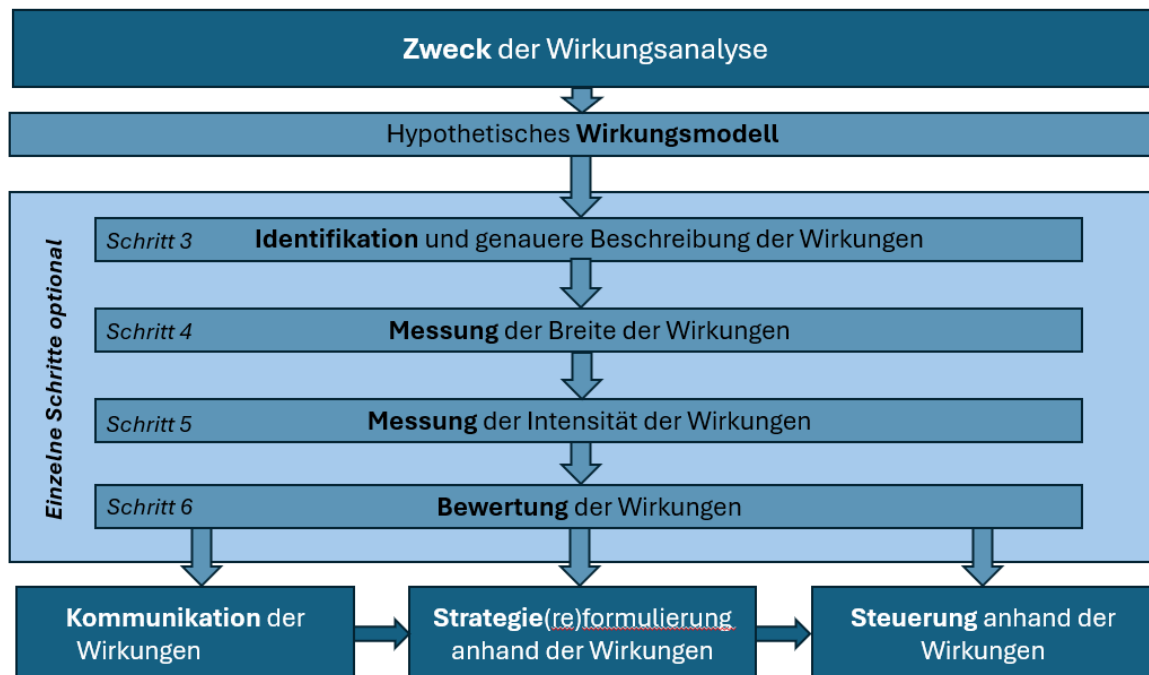 Zweck der Wirkungsanalyse
Hypothetisches Wirkungsmodell
Einzelne Schritte optional
Schritt 3 Identifikation und genauere Beschreibung der Wirkungen
Schritt 4 Messung der Breite der Wirkungen
Schritt 5 Messung der Intensität der Wirkungen
Schritt 6 Bewertung der Wirkungen
Kommunikation der
Wirkungen
Strategie(re)formulierung
anhand der Wirkungen
Steuerung anhand der
Wirkungen